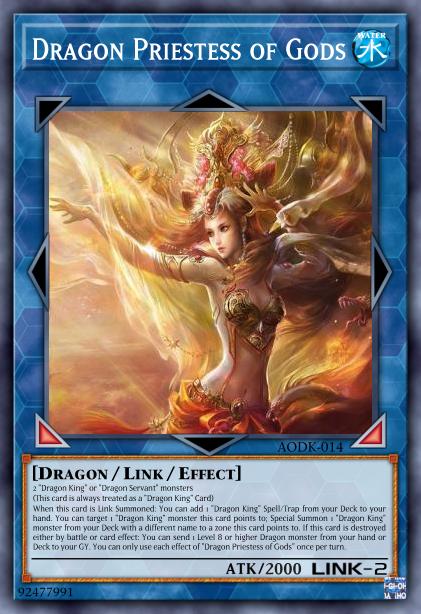 Dragon Priestess of Gods
WATER
水
AODK-014
[Dragon / Link / Effect]
2 "Dragon King" or "Dragon Servant" monsters
(This card is always treated as a "Dragon King" Card)
When this card is Link Summoned: You can add 1 "Dragon King" Spell/Trap from your Deck to your
hand. You can target 1 "Dragon King" monster this card points to; Special Summon 1 "Dragon King"
monster from your Deck with a different name to a zone this card points to. If this card is destroyed
either by battle or card effect: You can send 1 Level 8 or higher Dragon monster from your hand or
Deck to your GY. You can only use each effect of "Dragon Priestess of Gods" once per turn.
ATK/2000 LINK-2
92477991